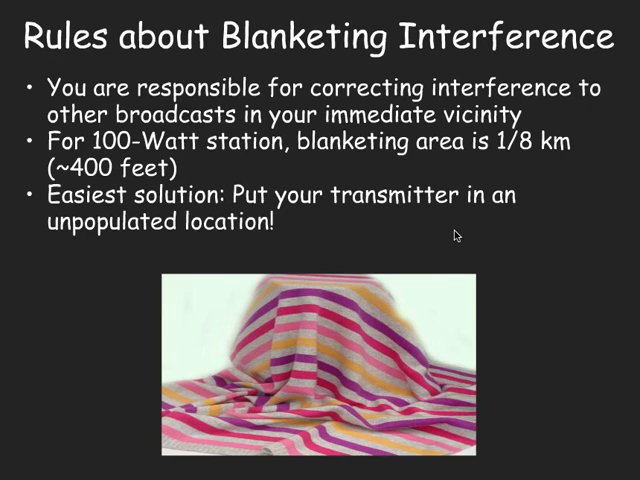 Rules about Blanketing Interference
• You are responsible for correcting interference to
other broadcasts in your immediate vicinity
• For 100-Watt station, blanketing area is 1/8 km
(~400 feet)
• Easiest solution: Put your transmitter in an
unpopulated location!